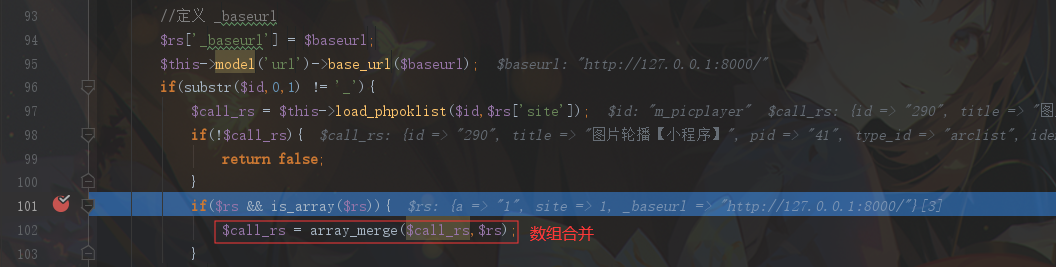 93 //定义 _baseurl
94 $rs['_baseurl'] = $baseurl;
95 $this->model('url')->base_url($baseurl); $baseurl: "http://127.0.0.1:8000/"
96 if(substr($id,0,1) != '_'){
97 $call_rs = $this->load_phpoklist($id,$rs['site']); $id: "m_picplayer" $call_rs: {id => "290", title => "图
98 if(!$call_rs){ $call_rs: {id => "290", title => "图片轮播【小程序】", pid => "41", type_id => "arclist", ide
99 return false;
100 }
101 if($rs && is_array($rs)){ $rs: {a => "1", site => 1, _baseurl => "http://127.0.0.1:8000/"}[3]
102 $call_rs = array_merge($call_rs,$rs); 数组合并
103 }